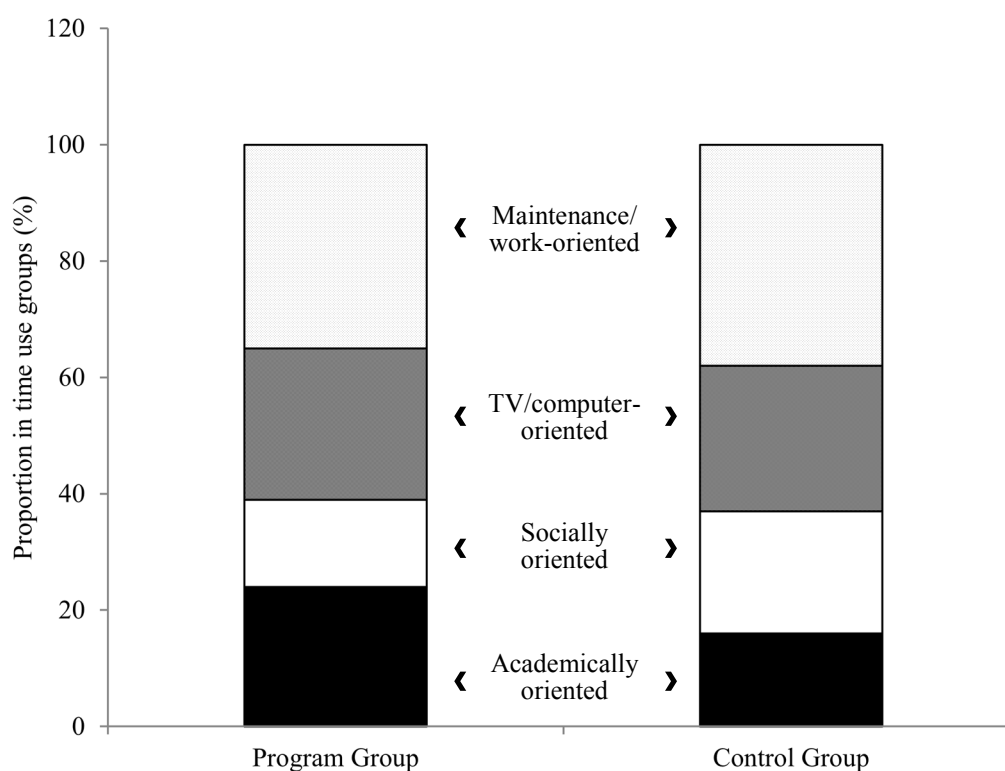 120
100
80
60
40
20
0
Proportion in time use groups (%)
Maintenance/
work-oriented
TV/computer-
oriented
Socially
oriented
Academically
oriented
Program Group
Control Group